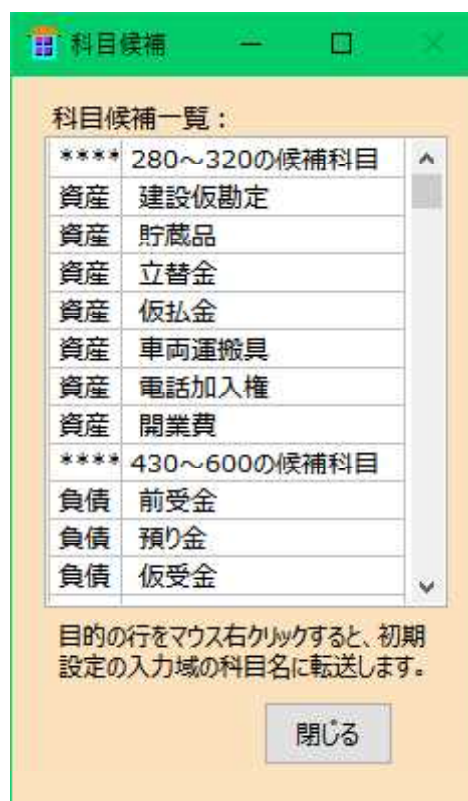 科目候補
科目候補一覧：
**** 280～320の候補科目
資産 建設仮勘定
資産 貯蔵品
資産 立替金
資産 仮払金
資産 車両運搬具
資産 電話加入権
資産 開業費
**** 430～600の候補科目
負債 前受金
負債 預り金
負債 仮受金
目的の行をマウス右クリックすると、初期
設定の入力域の科目名に転送します。
閉じる